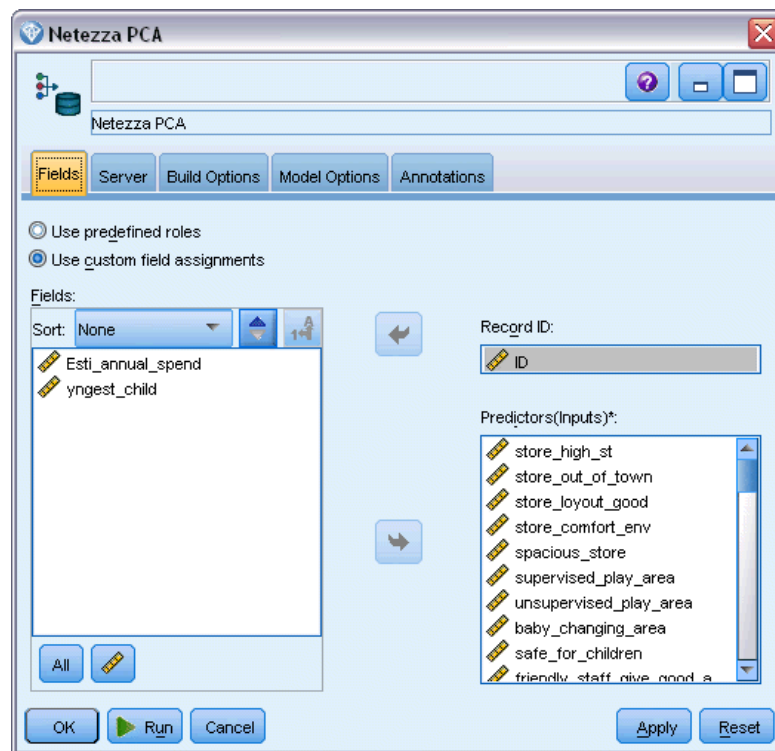 Netezza PCA
?
Netezza PCA
Fields Server Build Options Model Options Annotations
Use predefined roles
Use custom field assignments
Fields:
Sort: None
Esti_annual_spend
yngest_child
All
Record ID:
ID
Predictors(Inputs)*:
store_high_st
store_out_of_town
store_loyout_good
store_comfort_env
spacious_store
supervised_play_area
unsupervised_play_area
baby_changing_area
safe_for_children
friendly_staff_give_good_a
OK Run Cancel Apply Reset